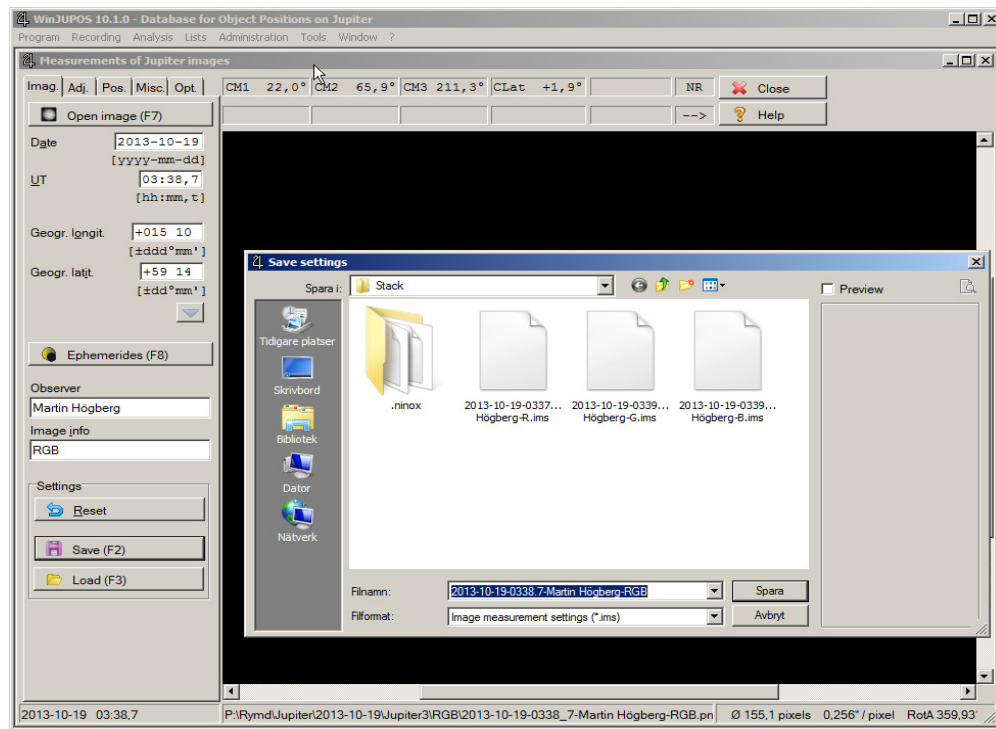 WinJUPOS 10.1.0 - Database for Object Positions on Jupiter
Program Recording Analysis Lists Administration Tools Window ?
Measurements of Jupiter images
Imag. Adj. Pos. Misc. Opt.
CM1 22,0° CM2 65,9° CM3 211,3° CLat +1,9° NR Close
Open image (F7)
--> Help
Date 2013-10-19
[yyyy-mm-dd]
UT 03:38,7
[hh:mm,t]
Geogr. longit. +015 10
[±ddd°mm']
Geogr. latit. +59 14
[±dd°mm']
Ephemerides (F8)
Observer
Martin Högberg
Image info
RGB
Settings
Reset
Save (F2)
Load (F3)
Save settings
Spara i: Stack
Preview
Tidigare platser
Skrivbord
Bibliotek
Dator
Nätverk
.ninox
2013-10-19-0337...
Högberg-R.ims
2013-10-19-0339...
Högberg-G.ims
2013-10-19-0339...
Högberg-B.ims
Filnamn: 2013-10-19-0338.7-Martin Högberg-RGB Spara
Filformat: Image measurement settings (*.ims) Avbryt
2013-10-19 03:38,7 P:\Rymd\Jupiter\2013-10-19\Jupiter3\RGB\2013-10-19-0338_7-Martin Högberg-RGB.pn Ø 155,1 pixels 0,256"/pixel RotA 359,93°